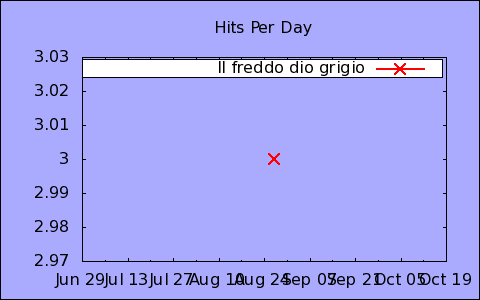 Hits Per Day
3.03
Il freddo dio grigio
3.02
3.01
3
2.99
2.98
2.97
Jun 29 Jul 13 Jul 27 Aug 10 Aug 24 Sep 07 Sep 21 Oct 05 Oct 19